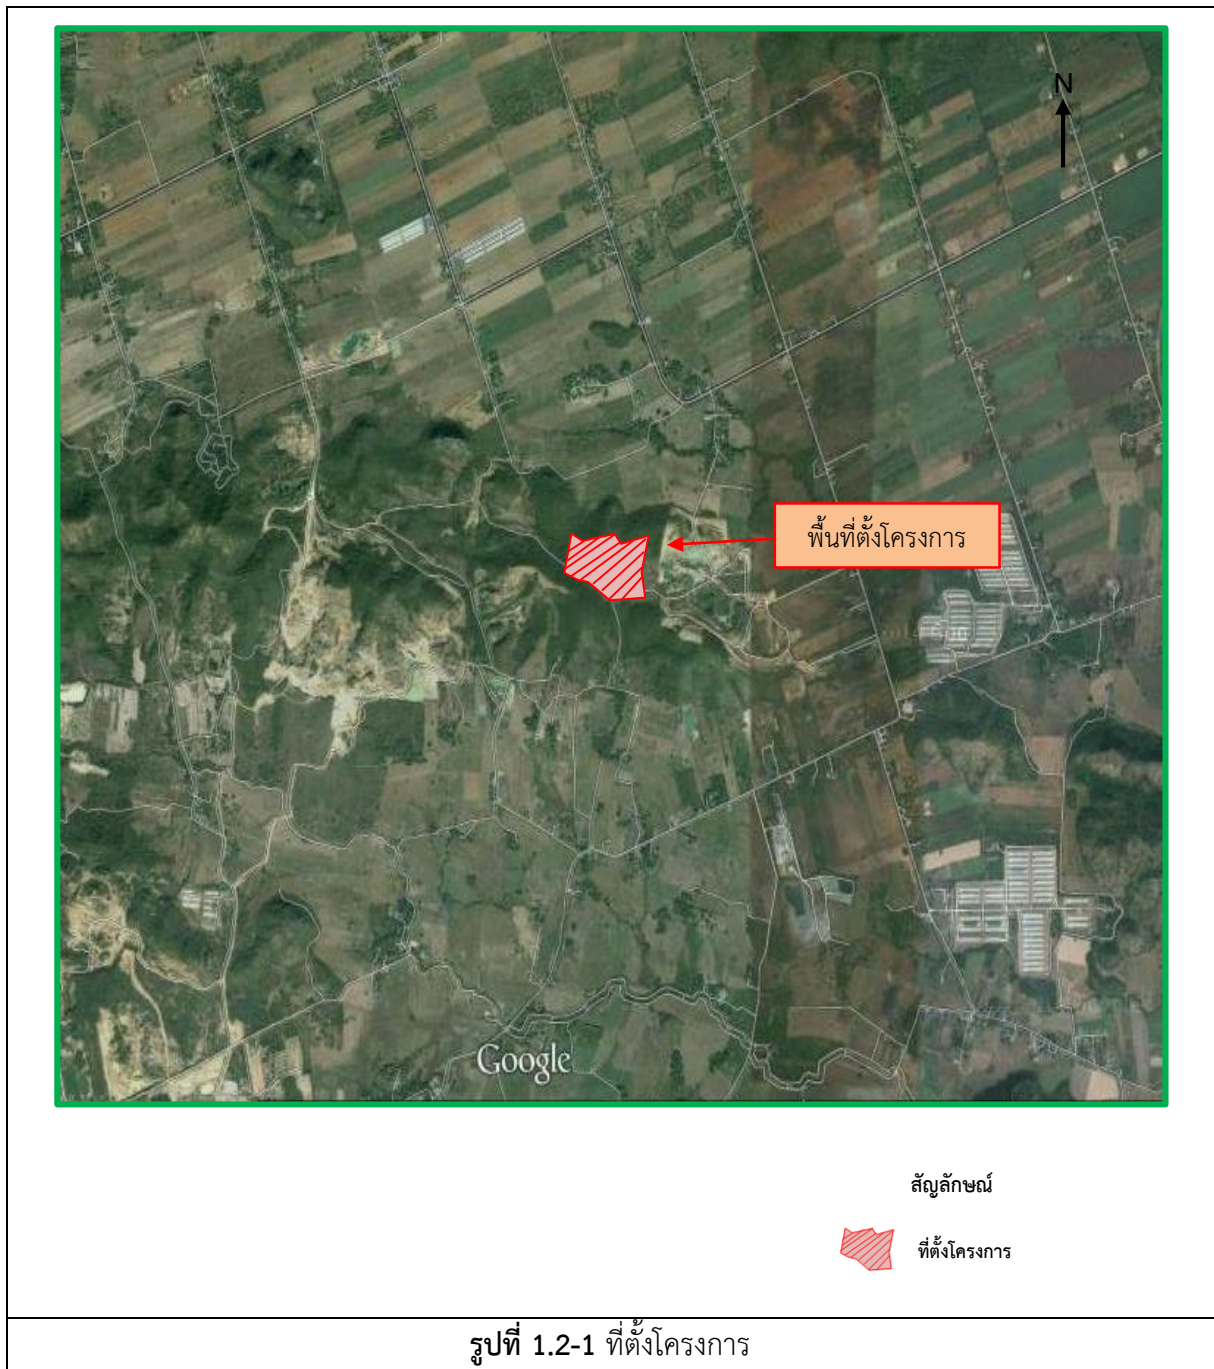 N
พื้นที่ตั้งโครงการ
Google
สัญลักษณ์
ที่ตั้งโครงการ
รูปที่ 1.2-1 ที่ตั้งโครงการ